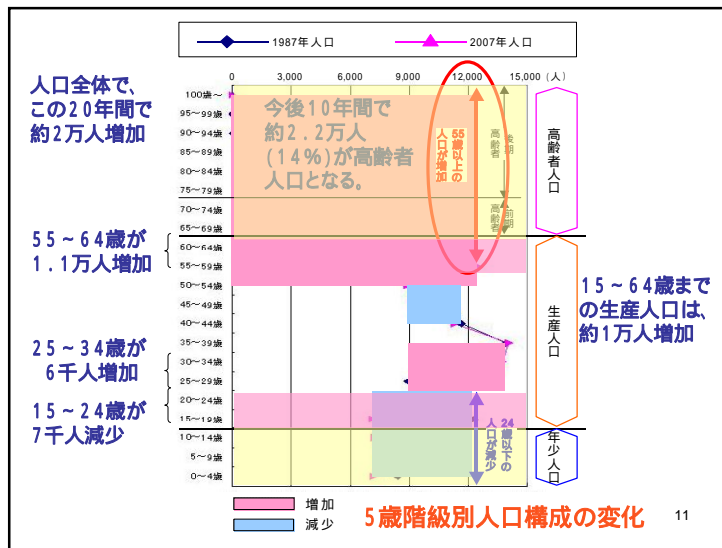 1987年人口
2007年人口
0
3,000
6,000
9,000
12,000
15,000
(人)
人口全体で、
この20年間で
約2万人増加
100歳～
95～99歳
90～94歳
85～89歳
80～84歳
75～79歳
70～74歳
65～69歳
60～64歳
55～59歳
50～54歳
45～49歳
40～44歳
35～39歳
30～34歳
25～29歳
20～24歳
15～19歳
10～14歳
5～9歳
0～4歳
今後10年間で
約2.2万人
(14%)が高齢者
人口となる。
55歳以上の
人口が増加
後期
高齢者
前期
高齢者
高齢者人口
55～64歳が
1.1万人増加
25～34歳が
6千人増加
15～24歳が
7千人減少
15～64歳まで
の生産人口は、
約1万人増加
生産人口
24歳以下の
人口が減少
年少人口
増加
減少
5歳階級別人口構成の変化
11